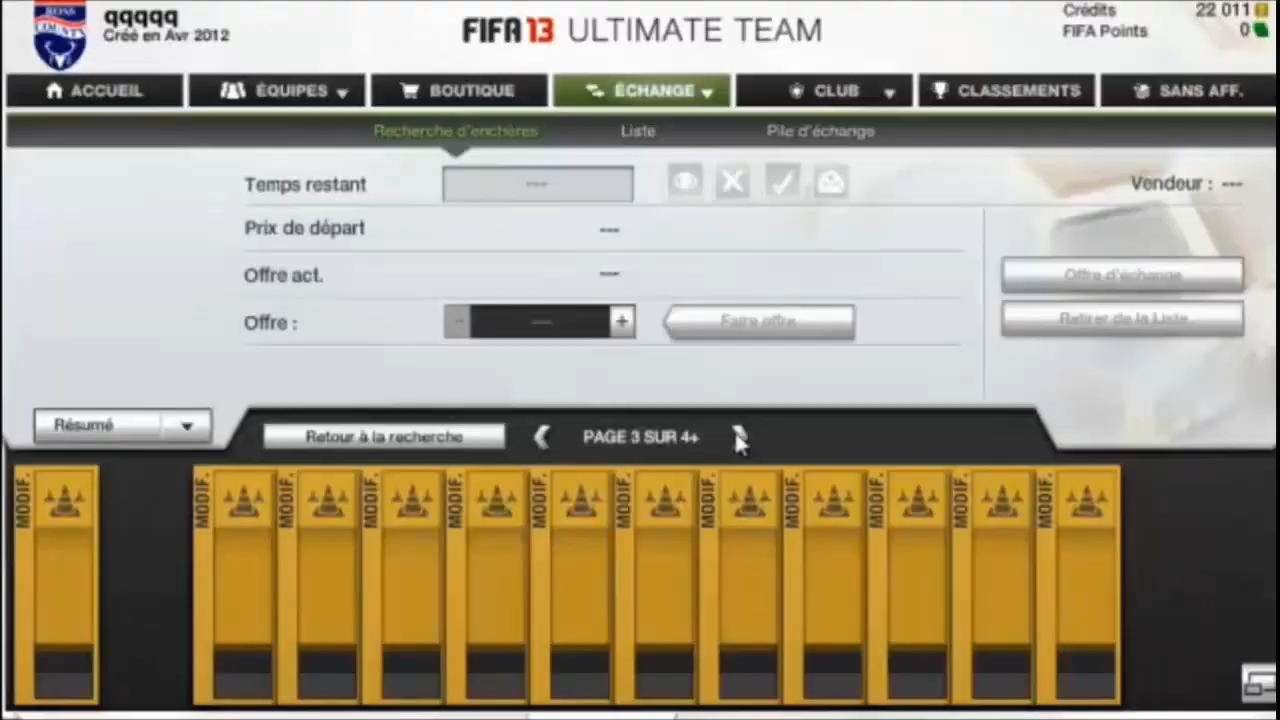 ROSS COUNTY
qqqqq
Créé en Avr 2012
FIFA 13 ULTIMATE TEAM
Crédits 22 011
FIFA Points 0
ACCUEIL ÉQUIPES BOUTIQUE ÉCHANGE CLUB CLASSEMENTS SANS AFF.
Recherche d'enchères Liste Pile d'échange
Temps restant ---
Vendeur : ---
Prix de départ ---
Offre act. ---
Offre d'échange
Offre : - --- + Faire offre
Retirer de la Liste
Résumé
Retour à la recherche PAGE 3 SUR 4+
MODIF. MODIF. MODIF. MODIF. MODIF. MODIF. MODIF. MODIF. MODIF. MODIF. MODIF. MODIF.